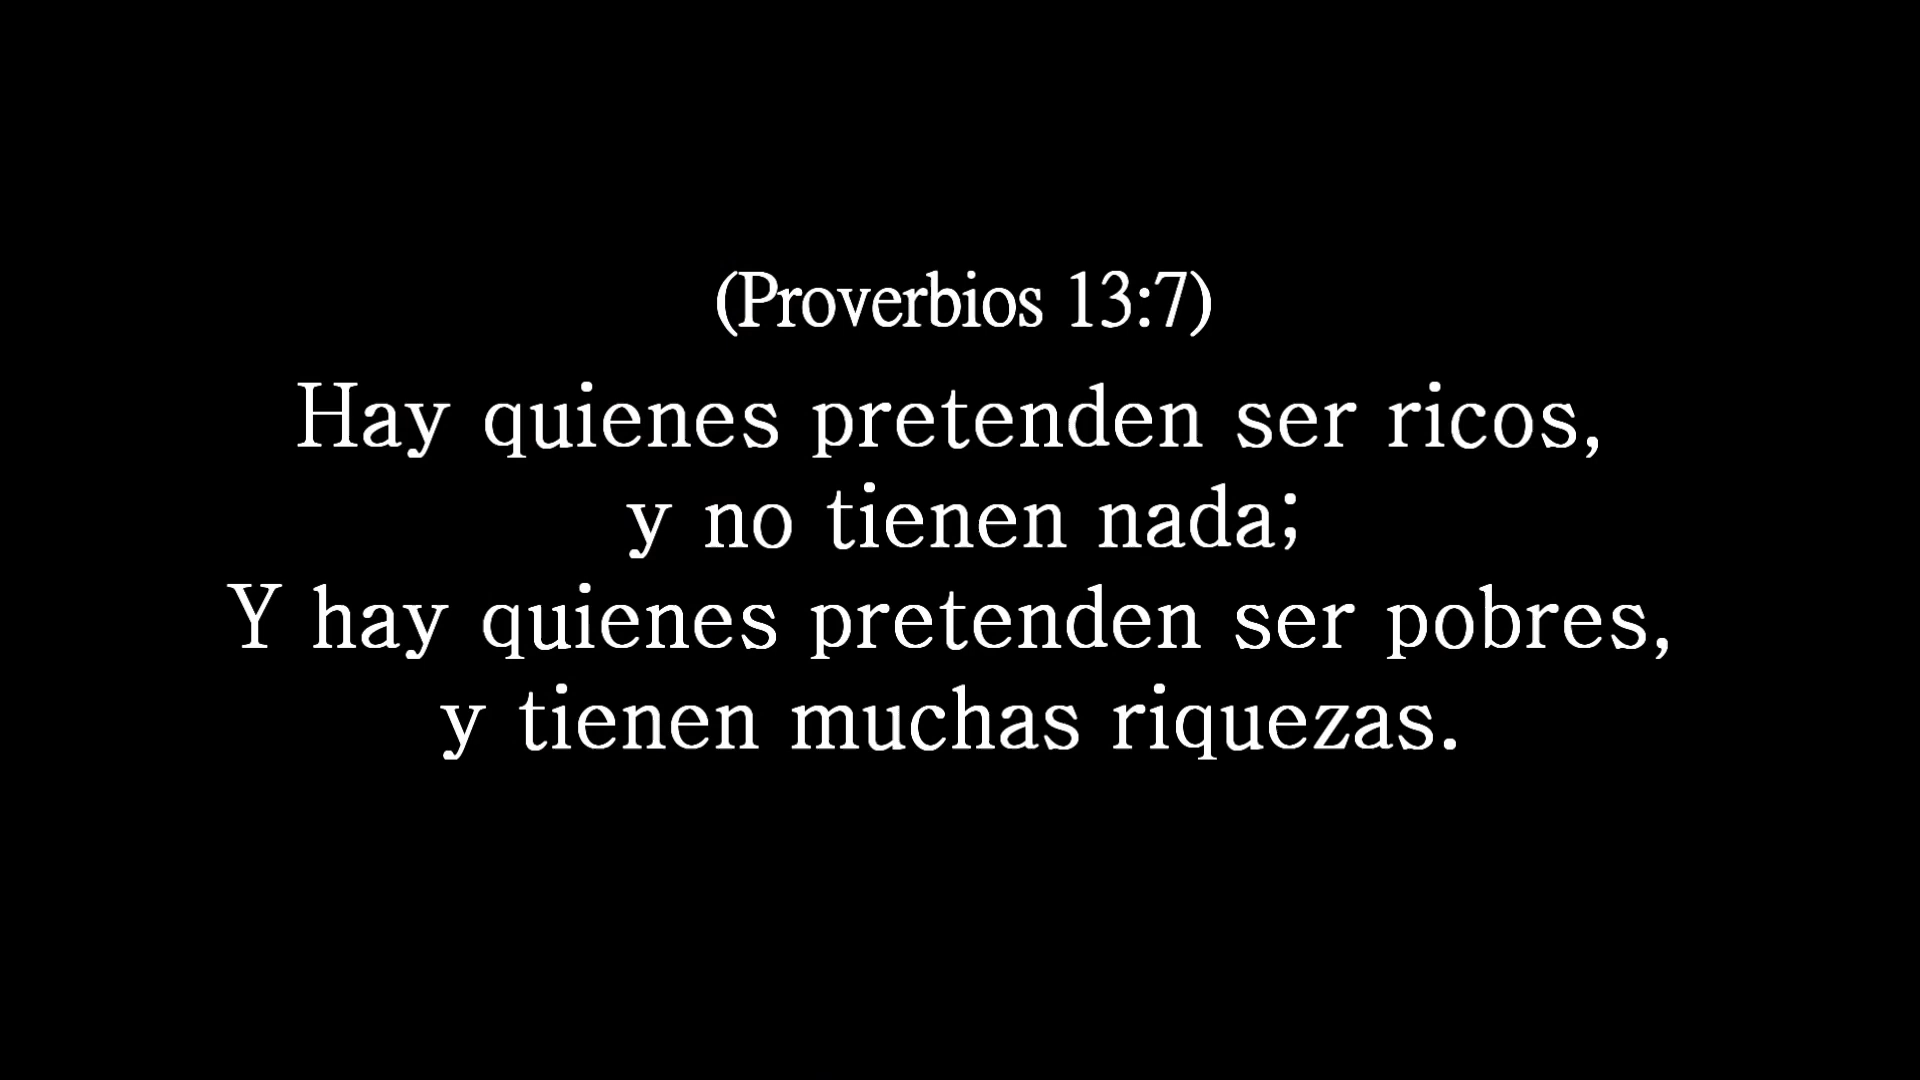 (Proverbios 13:7)
Hay quienes pretenden ser ricos,
y no tienen nada;
Y hay quienes pretenden ser pobres,
y tienen muchas riquezas.